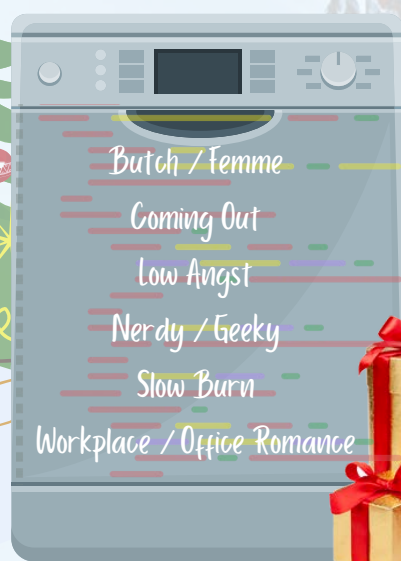 Butch / Femme
Coming Out
Low Angst
Nerdy / Geeky
Slow Burn
Workplace / Office Romance